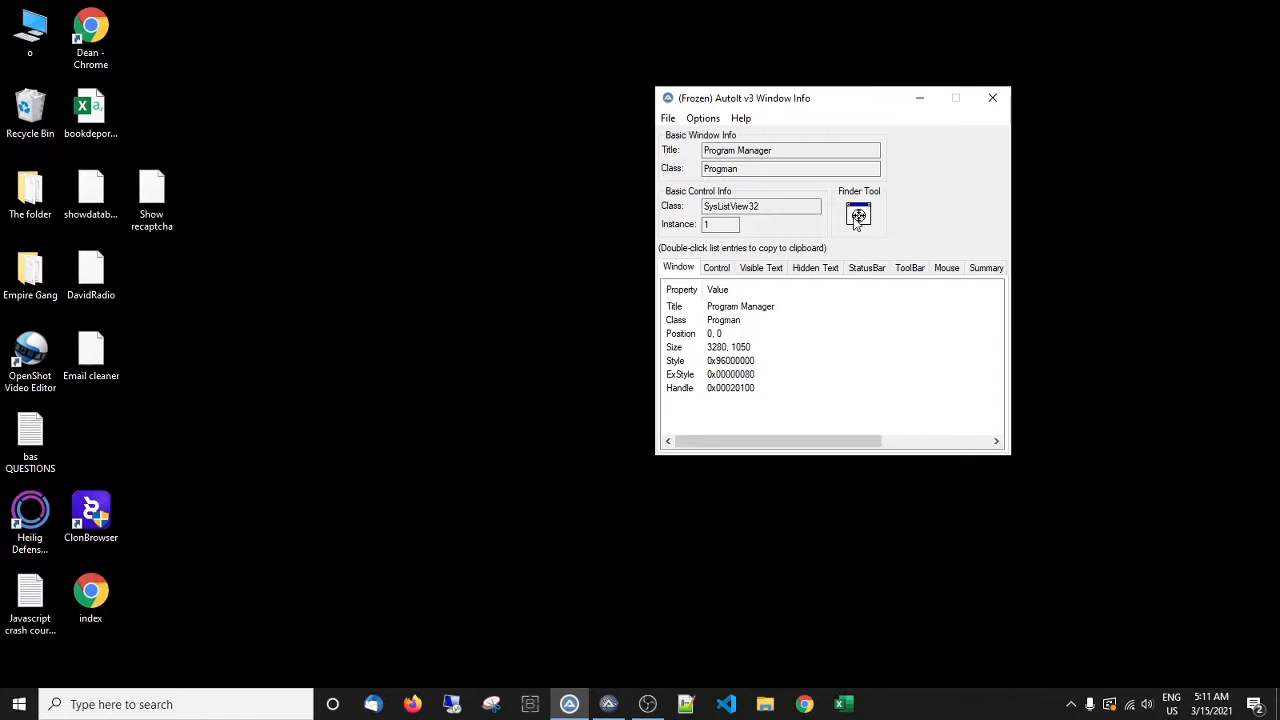 o
Dean -
Chrome
Recycle Bin
bookdepor...
The folder
showdatab...
Show
recaptcha
Empire Gang
DavidRadio
OpenShot
Video Editor
Email cleaner
bas
QUESTIONS
Heilig
Defens...
ClonBrowser
Javascript
crash cour...
index
(Frozen) AutoIt v3 Window Info
File Options Help
Basic Window Info
Title: Program Manager
Class: Progman
Basic Control Info
Class: SysListView32
Instance: 1
Finder Tool
(Double-click list entries to copy to clipboard)
Window Control Visible Text Hidden Text StatusBar ToolBar Mouse Summary
Property Value
Title Program Manager
Class Progman
Position 0, 0
Size 3280, 1050
Style 0x96000000
ExStyle 0x00000080
Handle 0x00020100
Type here to search
ENG
US
5:11 AM
3/15/2021
2